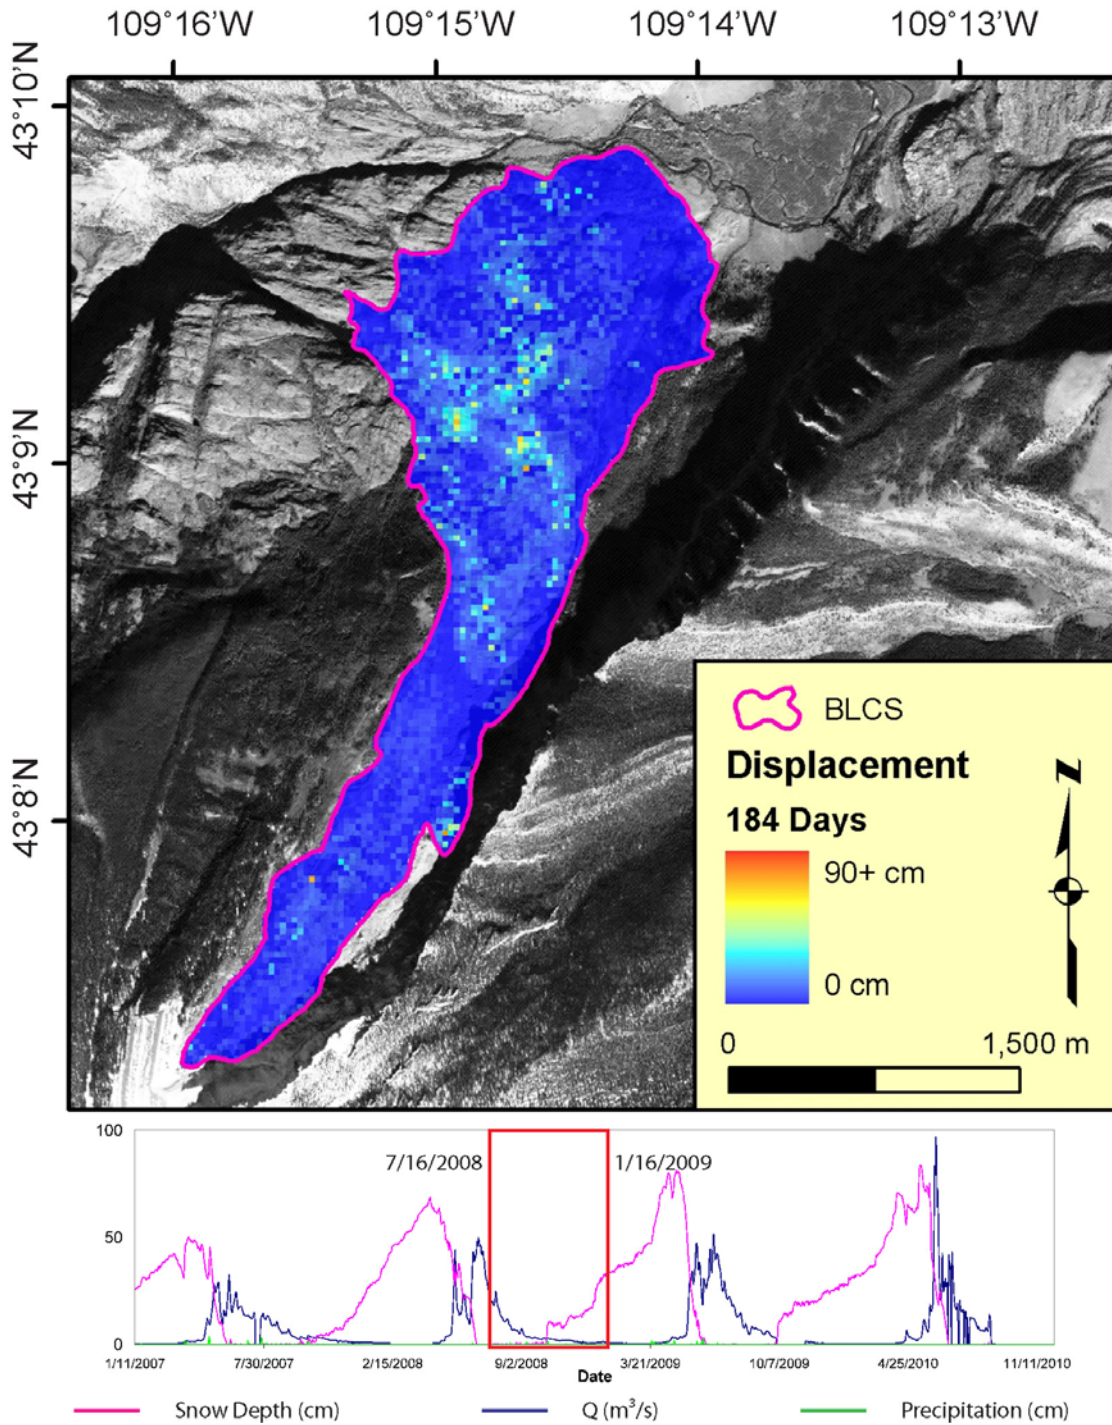 109°16'W 109°15'W 109°14'W 109°13'W
43°10'N
43°9'N
43°8'N
BLCS
Displacement
184 Days
90+ cm
0 cm
N
0 1,500 m
100
50
0
7/16/2008 1/16/2009
1/11/2007 7/30/2007 2/15/2008 9/2/2008 3/21/2009 10/7/2009 4/25/2010 11/11/2010
Date
Snow Depth (cm) Q (m³/s) Precipitation (cm)